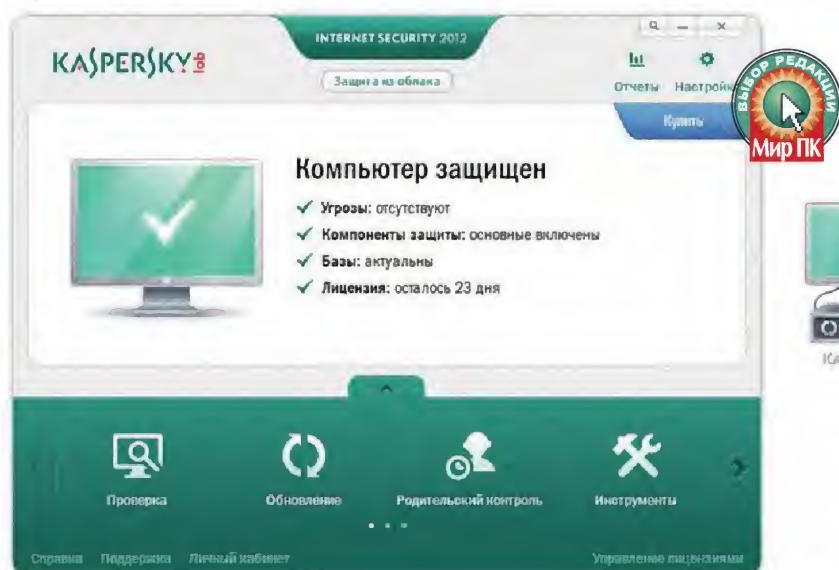 KASPERSKY lab
INTERNET SECURITY 2012
Защита из облака
Отчеты Настройка
Купить
ВЫБОР РЕДАКЦИИ
Мир ПК
Компьютер защищен
✓ Угрозы: отсутствуют
✓ Компоненты защиты: основные включены
✓ Базы: актуальны
✓ Лицензия: осталось 23 дня
Проверка Обновление Родительский контроль Инструменты
Справка Поддержка Личный кабинет Управление лицензиями